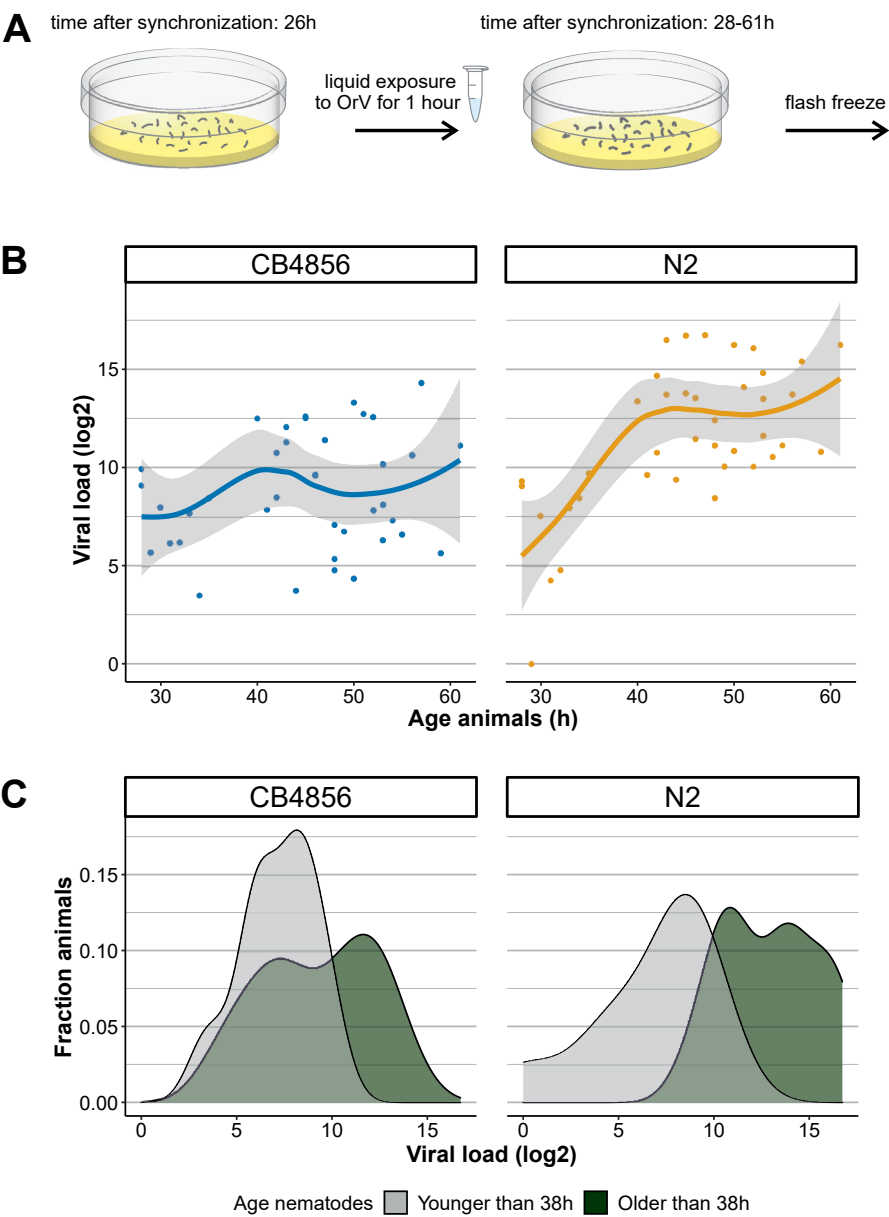 A
time after synchronization: 26h
time after synchronization: 28-61h
liquid exposure
to OrV for 1 hour
flash freeze
B
CB4856
N2
Viral load (log2)
15
10
5
0
30 40 50 60
30 40 50 60
Age animals (h)
C
CB4856
N2
Fraction animals
0.15
0.10
0.05
0.00
0 5 10 15
0 5 10 15
Viral load (log2)
Age nematodes Younger than 38h Older than 38h